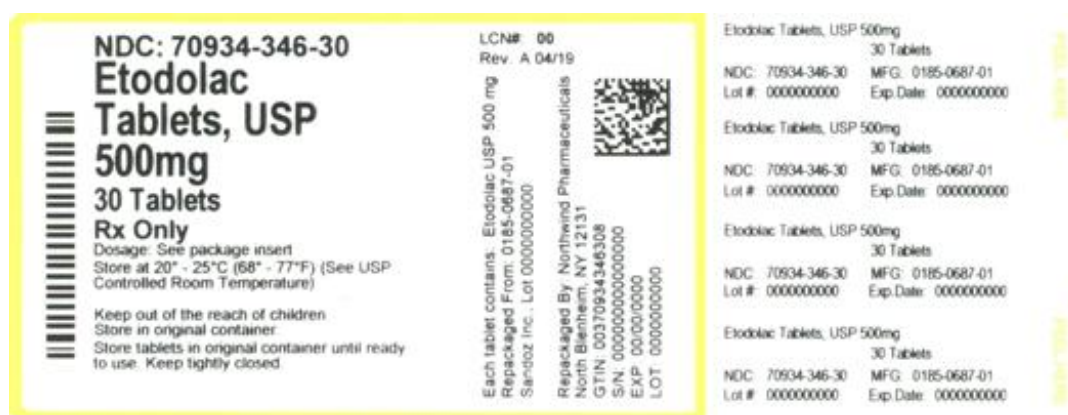 NDC: 70934-346-30
Etodolac
Tablets, USP
500mg
30 Tablets
Rx Only
Dosage: See package insert
Store at 20° - 25°C (68° - 77°F) (See USP
Controlled Room Temperature)
Keep out of the reach of children
Store in original container
Store tablets in original container until ready
to use. Keep tightly closed.
LCN#: 00
Rev. A 04/19
Each tablet contains: Etodolac USP 500 mg
Repackaged From: 0185-0687-01
Sandoz Inc., Lot 0000000000
Repackaged By Northwind Pharmaceuticals
North Blenheim, NY 12131
GTIN: 00370934346308
S/N: 00000000000000
EXP 00/00/0000
LOT 0000000000
Etodolac Tablets, USP 500mg
30 Tablets
NDC: 70934-346-30 MFG: 0185-0687-01
Lot #: 0000000000 Exp.Date: 0000000000
Etodolac Tablets, USP 500mg
30 Tablets
NDC: 70934-346-30 MFG: 0185-0687-01
Lot #: 0000000000 Exp.Date: 0000000000
Etodolac Tablets, USP 500mg
30 Tablets
NDC: 70934-346-30 MFG: 0185-0687-01
Lot #: 0000000000 Exp.Date: 0000000000
Etodolac Tablets, USP 500mg
30 Tablets
NDC: 70934-346-30 MFG: 0185-0687-01
Lot #: 0000000000 Exp.Date: 0000000000